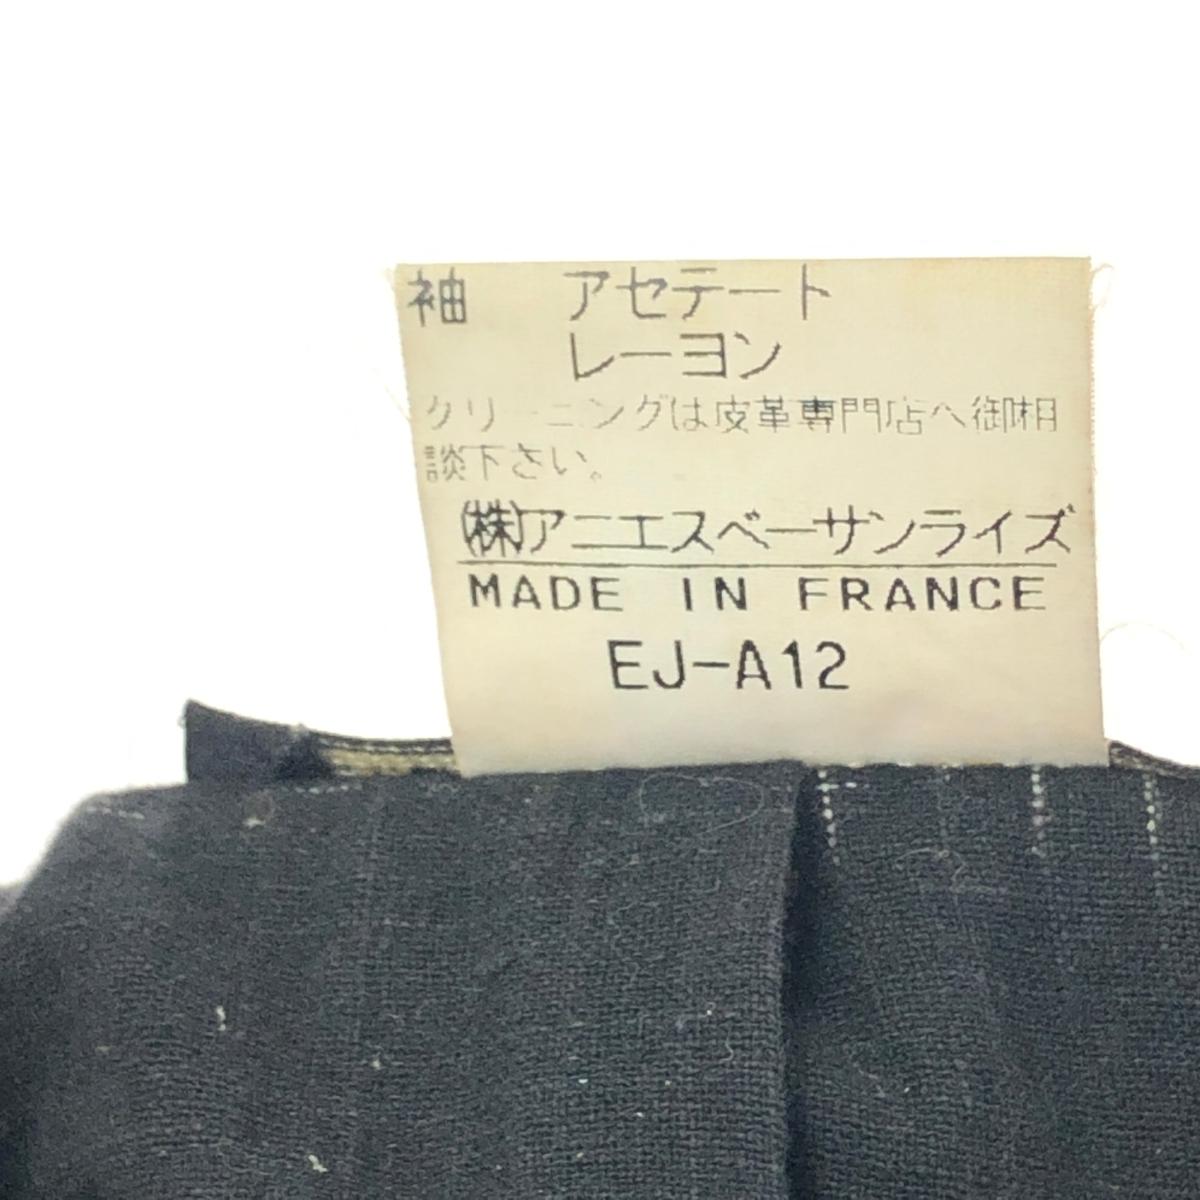 袖 アセテート
レーヨン
クリーニングは皮革専門店へ御相
談下さい。
㈱アニエスベーサンライズ
MADE IN FRANCE
EJ-A12